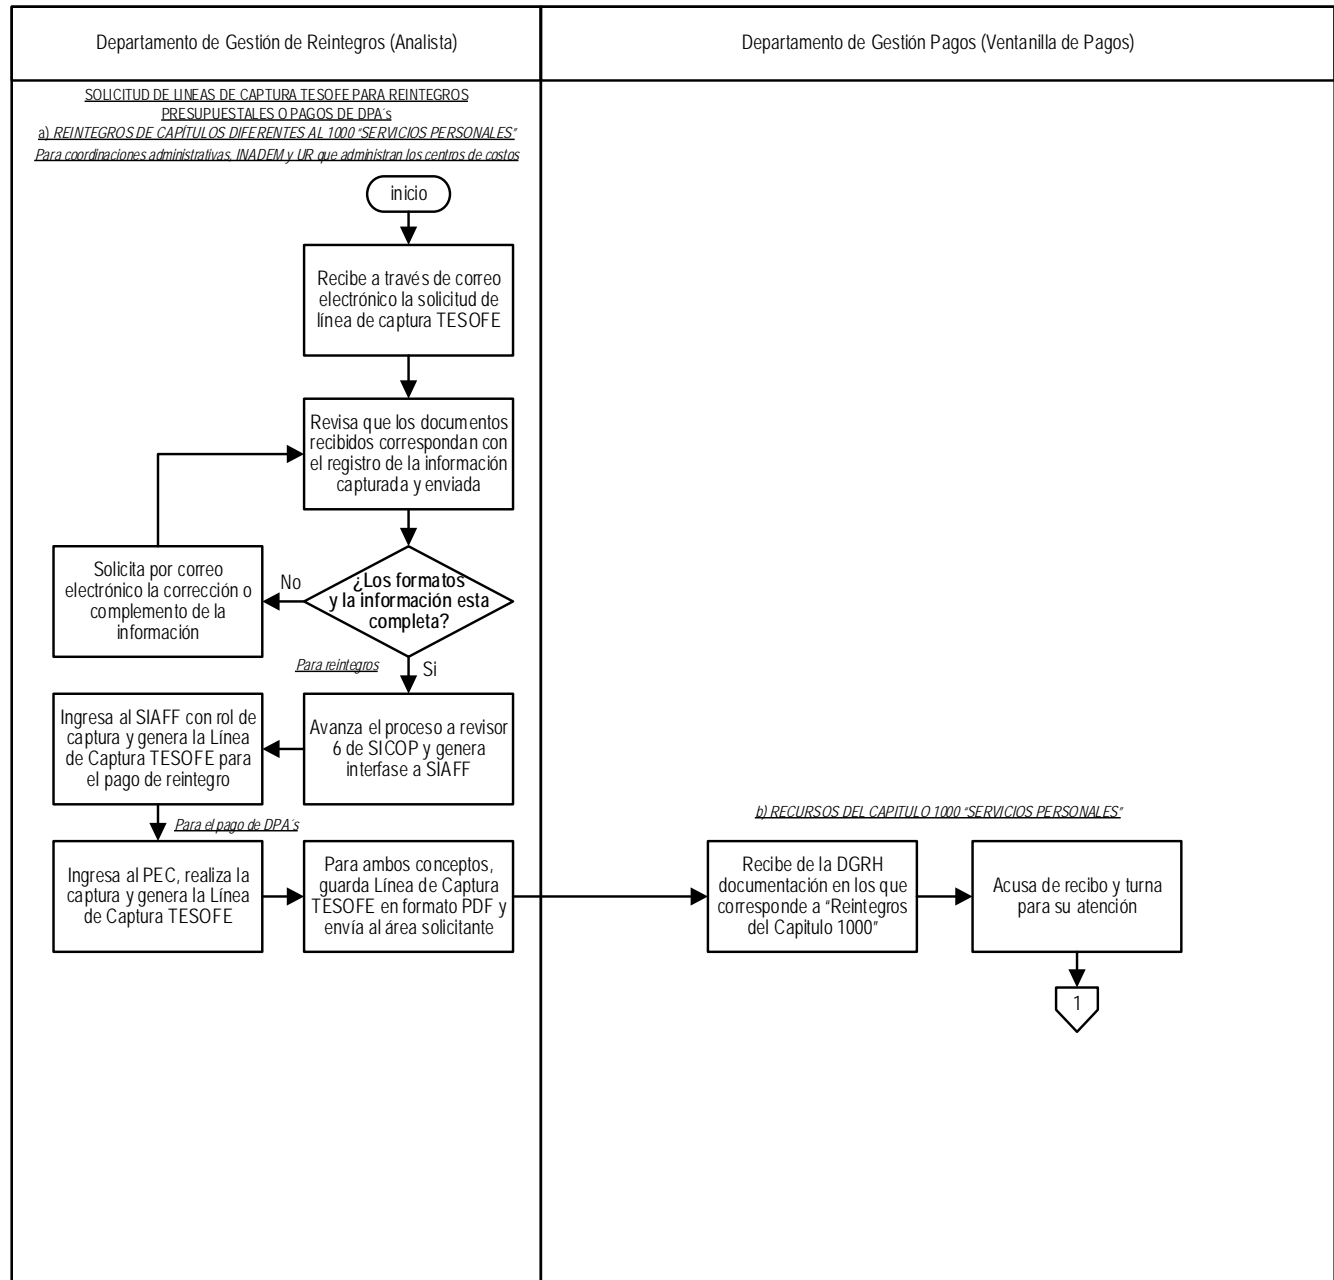 Departamento de Gestión de Reintegros (Analista)
Departamento de Gestión Pagos (Ventanilla de Pagos)
SOLICITUD DE LINEAS DE CAPTURA TESOFE PARA REINTEGROS
PRESUPUESTALES O PAGOS DE DPA´s
a) REINTEGROS DE CAPÍTULOS DIFERENTES AL 1000 “SERVICIOS PERSONALES”
Para coordinaciones administrativas, INADEM y UR que administran los centros de costos
inicio
Recibe a través de correo
electrónico la solicitud de
línea de captura TESOFE
Revisa que los documentos
recibidos correspondan con
el registro de la información
capturada y enviada
¿Los formatos
y la información esta
completa?
No
Solicita por correo
electrónico la corrección o
complemento de la
información
Para reintegros
Si
Avanza el proceso a revisor
6 de SICOP y genera
interfase a SIAFF
Ingresa al SIAFF con rol de
captura y genera la Línea
de Captura TESOFE para
el pago de reintegro
Para el pago de DPA´s
Ingresa al PEC, realiza la
captura y genera la Línea
de Captura TESOFE
Para ambos conceptos,
guarda Línea de Captura
TESOFE en formato PDF y
envía al área solicitante
b) RECURSOS DEL CAPITULO 1000 “SERVICIOS PERSONALES”
Recibe de la DGRH
documentación en los que
corresponde a “Reintegros
del Capitulo 1000”
Acusa de recibo y turna
para su atención
1